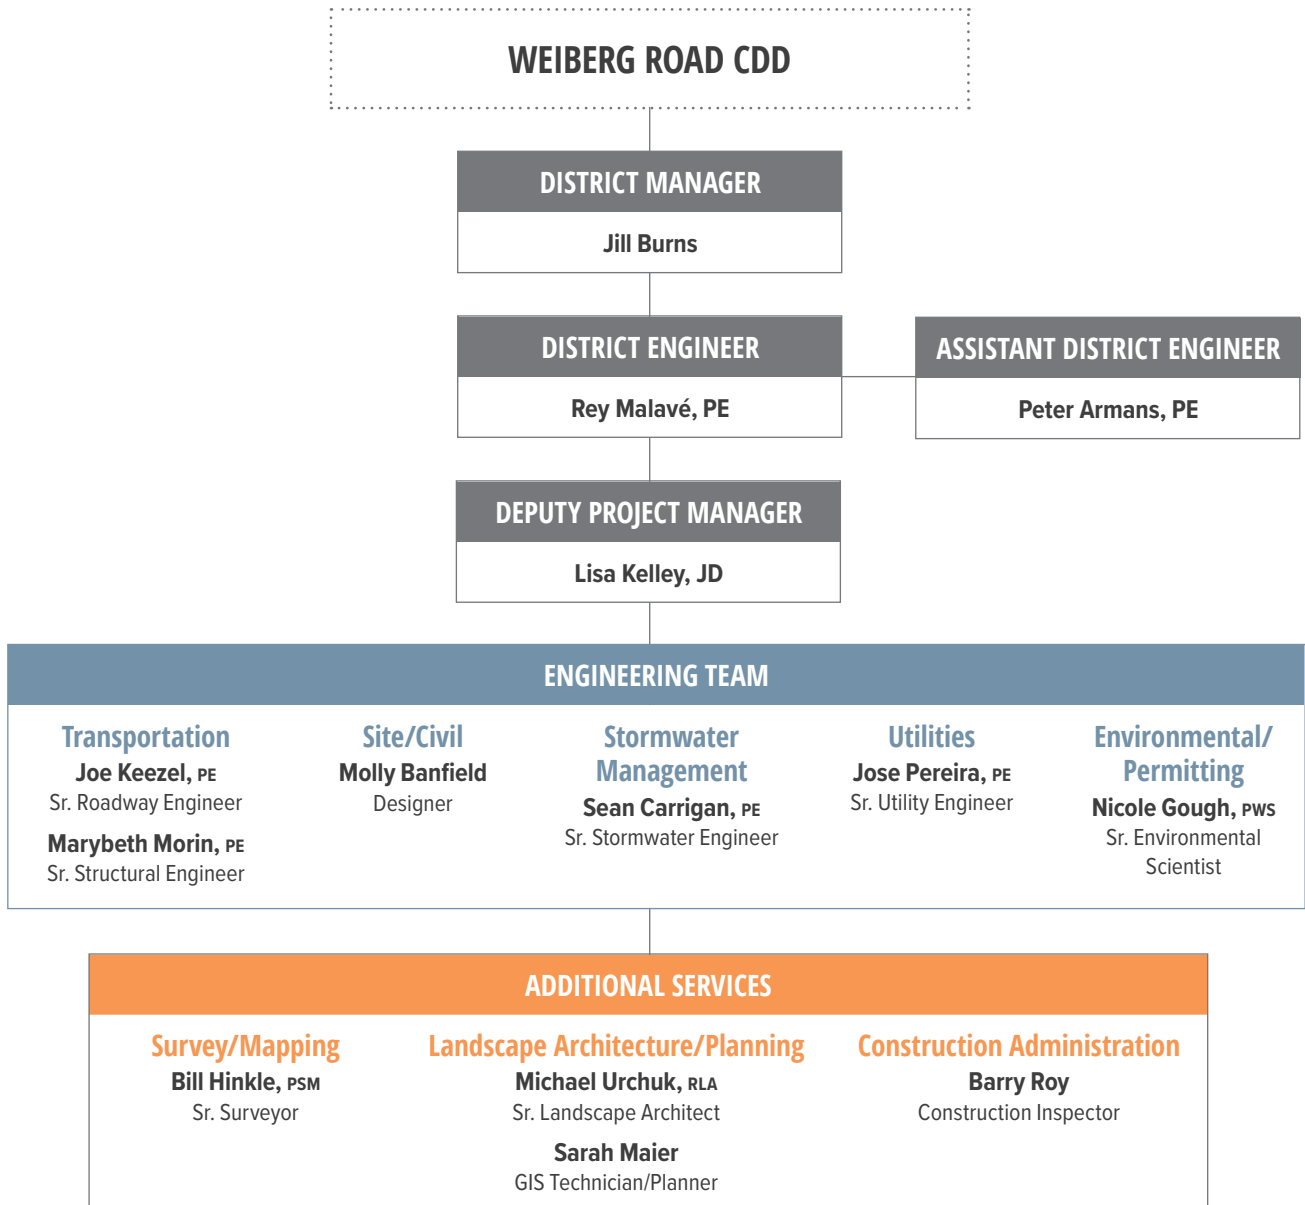 WEIBERG ROAD CDD
DISTRICT MANAGER
Jill Burns
DISTRICT ENGINEER
Rey Malavé, PE
ASSISTANT DISTRICT ENGINEER
Peter Armans, PE
DEPUTY PROJECT MANAGER
Lisa Kelley, JD
ENGINEERING TEAM
Transportation
Joe Keezel, PE
Sr. Roadway Engineer
Marybeth Morin, PE
Sr. Structural Engineer
Site/Civil
Molly Banfield
Designer
Stormwater
Management
Sean Carrigan, PE
Sr. Stormwater Engineer
Utilities
Jose Pereira, PE
Sr. Utility Engineer
Environmental/
Permitting
Nicole Gough, PWS
Sr. Environmental
Scientist
ADDITIONAL SERVICES
Survey/Mapping
Bill Hinkle, PSM
Sr. Surveyor
Landscape Architecture/Planning
Michael Urchuk, RLA
Sr. Landscape Architect
Sarah Maier
GIS Technician/Planner
Construction Administration
Barry Roy
Construction Inspector